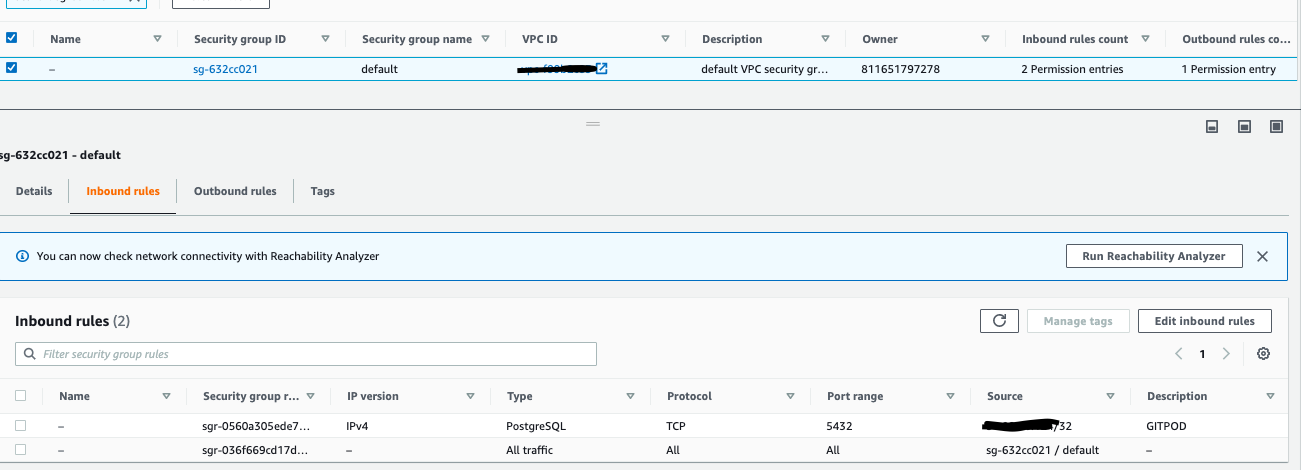 Name Security group ID Security group name VPC ID Description Owner Inbound rules count Outbound rules co...
– sg-632cc021 default default VPC security gr... 811651797278 2 Permission entries 1 Permission entry
sg-632cc021 - default
Details Inbound rules Outbound rules Tags
You can now check network connectivity with Reachability Analyzer Run Reachability Analyzer
Inbound rules (2) Manage tags Edit inbound rules
Filter security group rules 1
Name Security group r... IP version Type Protocol Port range Source Description
– sgr-0560a305ede7... IPv4 PostgreSQL TCP 5432 /32 GITPOD
– sgr-036f669cd17d... – All traffic All All sg-632cc021 / default –